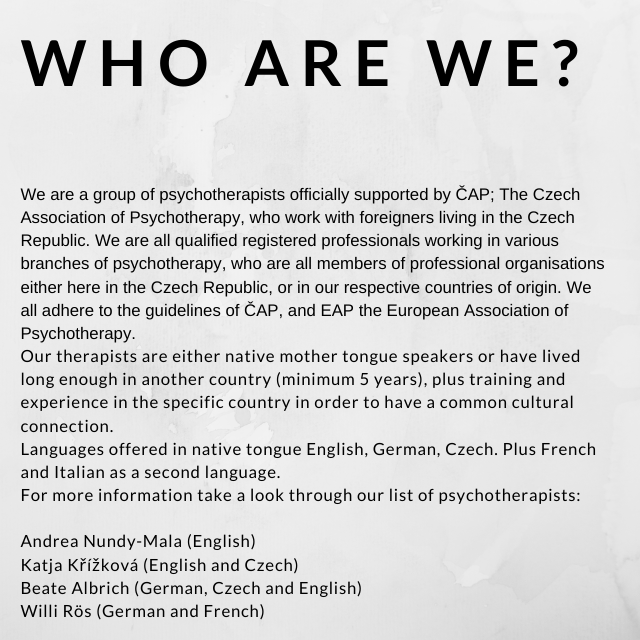 WHO ARE WE?
We are a group of psychotherapists officially supported by ČAP; The Czech
Association of Psychotherapy, who work with foreigners living in the Czech
Republic. We are all qualified registered professionals working in various
branches of psychotherapy, who are all members of professional organisations
either here in the Czech Republic, or in our respective countries of origin. We
all adhere to the guidelines of ČAP, and EAP the European Association of
Psychotherapy.
Our therapists are either native mother tongue speakers or have lived
long enough in another country (minimum 5 years), plus training and
experience in the specific country in order to have a common cultural
connection.
Languages offered in native tongue English, German, Czech. Plus French
and Italian as a second language.
For more information take a look through our list of psychotherapists:
Andrea Nundy-Mala (English)
Katja Křížková (English and Czech)
Beate Albrich (German, Czech and English)
Willi Rös (German and French)